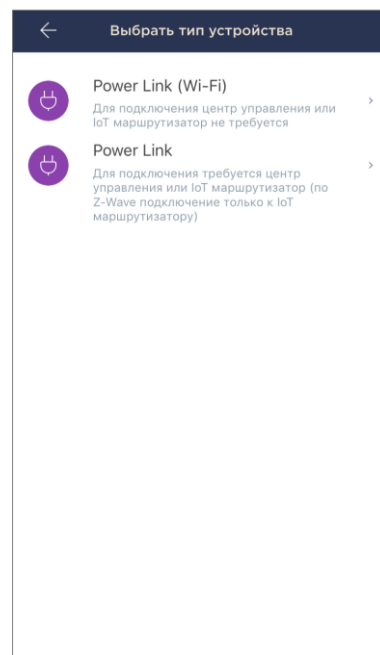 Выбрать тип устройства
Power Link (Wi-Fi)
Для подключения центр управления или
IoT маршрутизатор не требуется
Power Link
Для подключения требуется центр
управления или IoT маршрутизатор (по
Z-Wave подключение только к IoT
маршрутизатору)